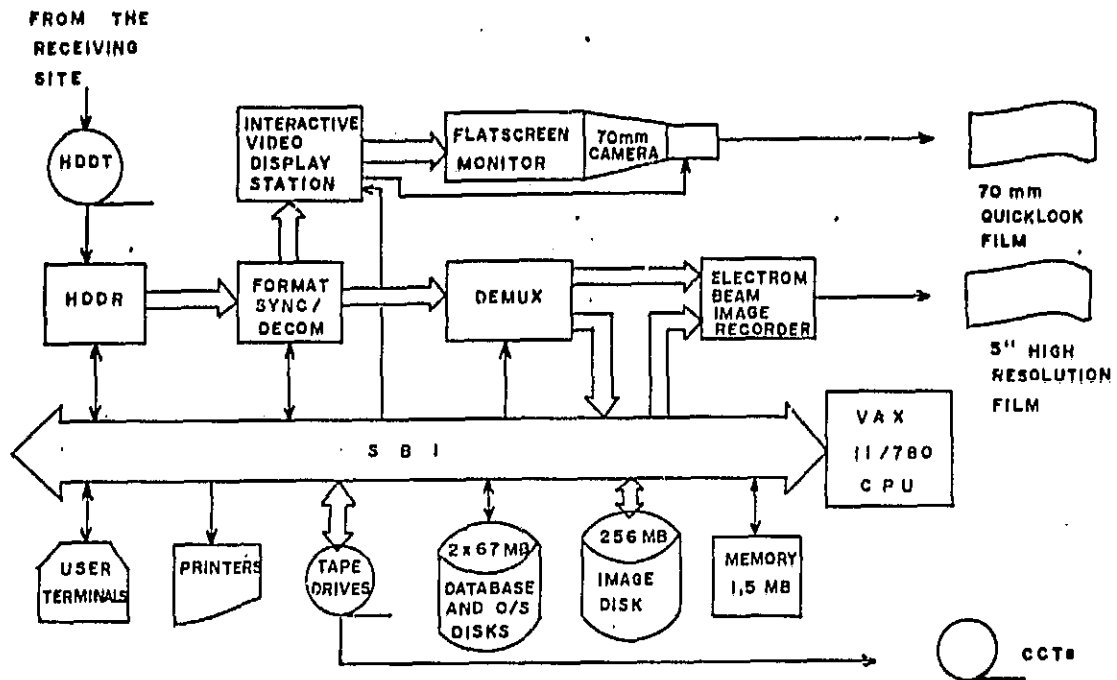 FROM THE
RECEIVING
SITE
HDDT
INTERACTIVE
VIDEO
DISPLAY
STATION
FLATSCREEN
MONITOR
70mm
CAMERA
70 mm
QUICKLOOK
FILM
HDDR
FORMAT
SYNC/
DECOM
DEMUX
ELECTROM
BEAM
IMAGE
RECORDER
5" HIGH
RESOLUTION
FILM
SBI
VAX
11/780
CPU
USER
TERMINALS
PRINTERS
TAPE
DRIVES
2 x 67 MB
DATABASE
AND O/S
DISKS
256 MB
IMAGE
DISK
MEMORY
1,5 MB
CCTs